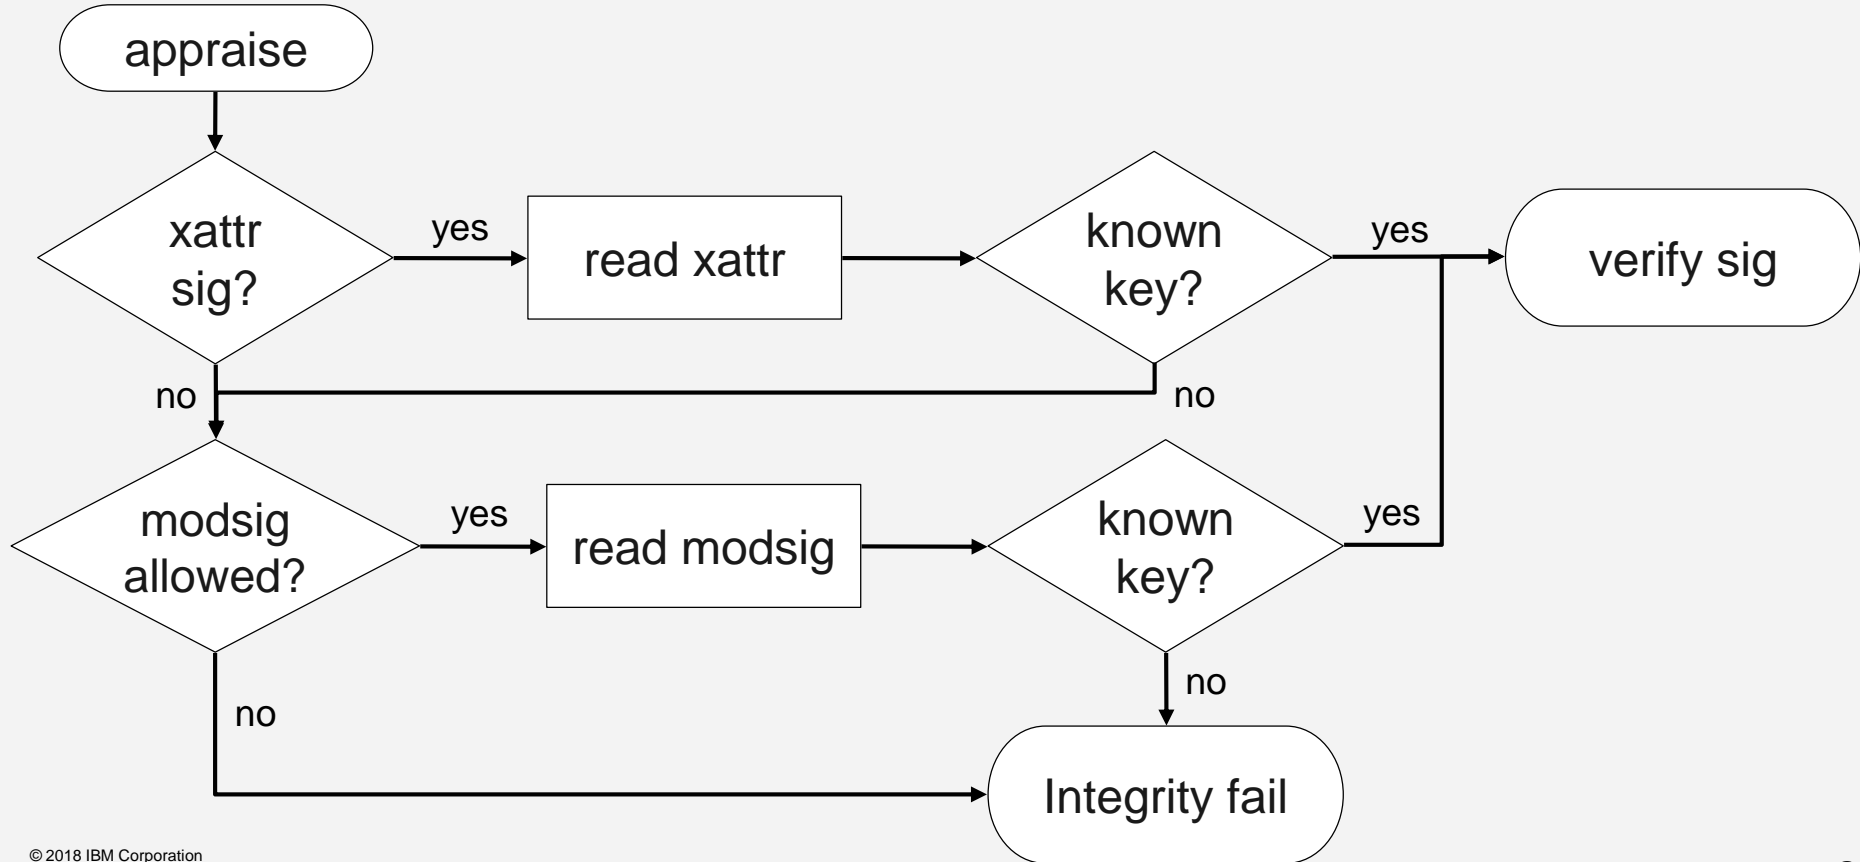 appraise
xattr
sig?
yes
read xattr
known
key?
yes
verify sig
no
no
modsig
allowed?
yes
read modsig
known
key?
yes
no
no
Integrity fail
© 2018 IBM Corporation